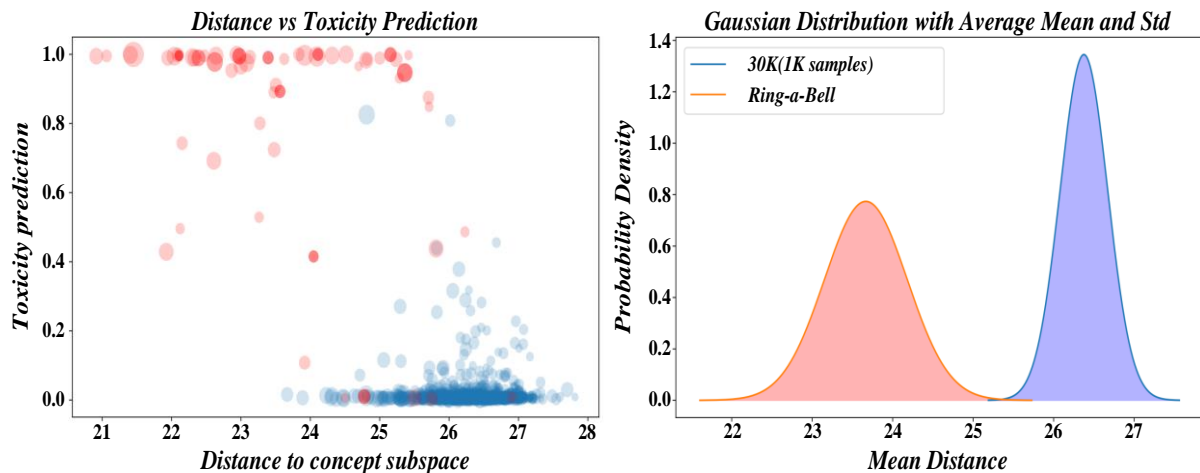 Distance vs Toxicity Prediction
Toxicity prediction
1.0
0.8
0.6
0.4
0.2
0.0
21 22 23 24 25 26 27 28
Distance to concept subspace
Gaussian Distribution with Average Mean and Std
30K(1K samples)
Ring-a-Bell
Probability Density
1.4
1.2
1.0
0.8
0.6
0.4
0.2
0.0
22 23 24 25 26 27
Mean Distance